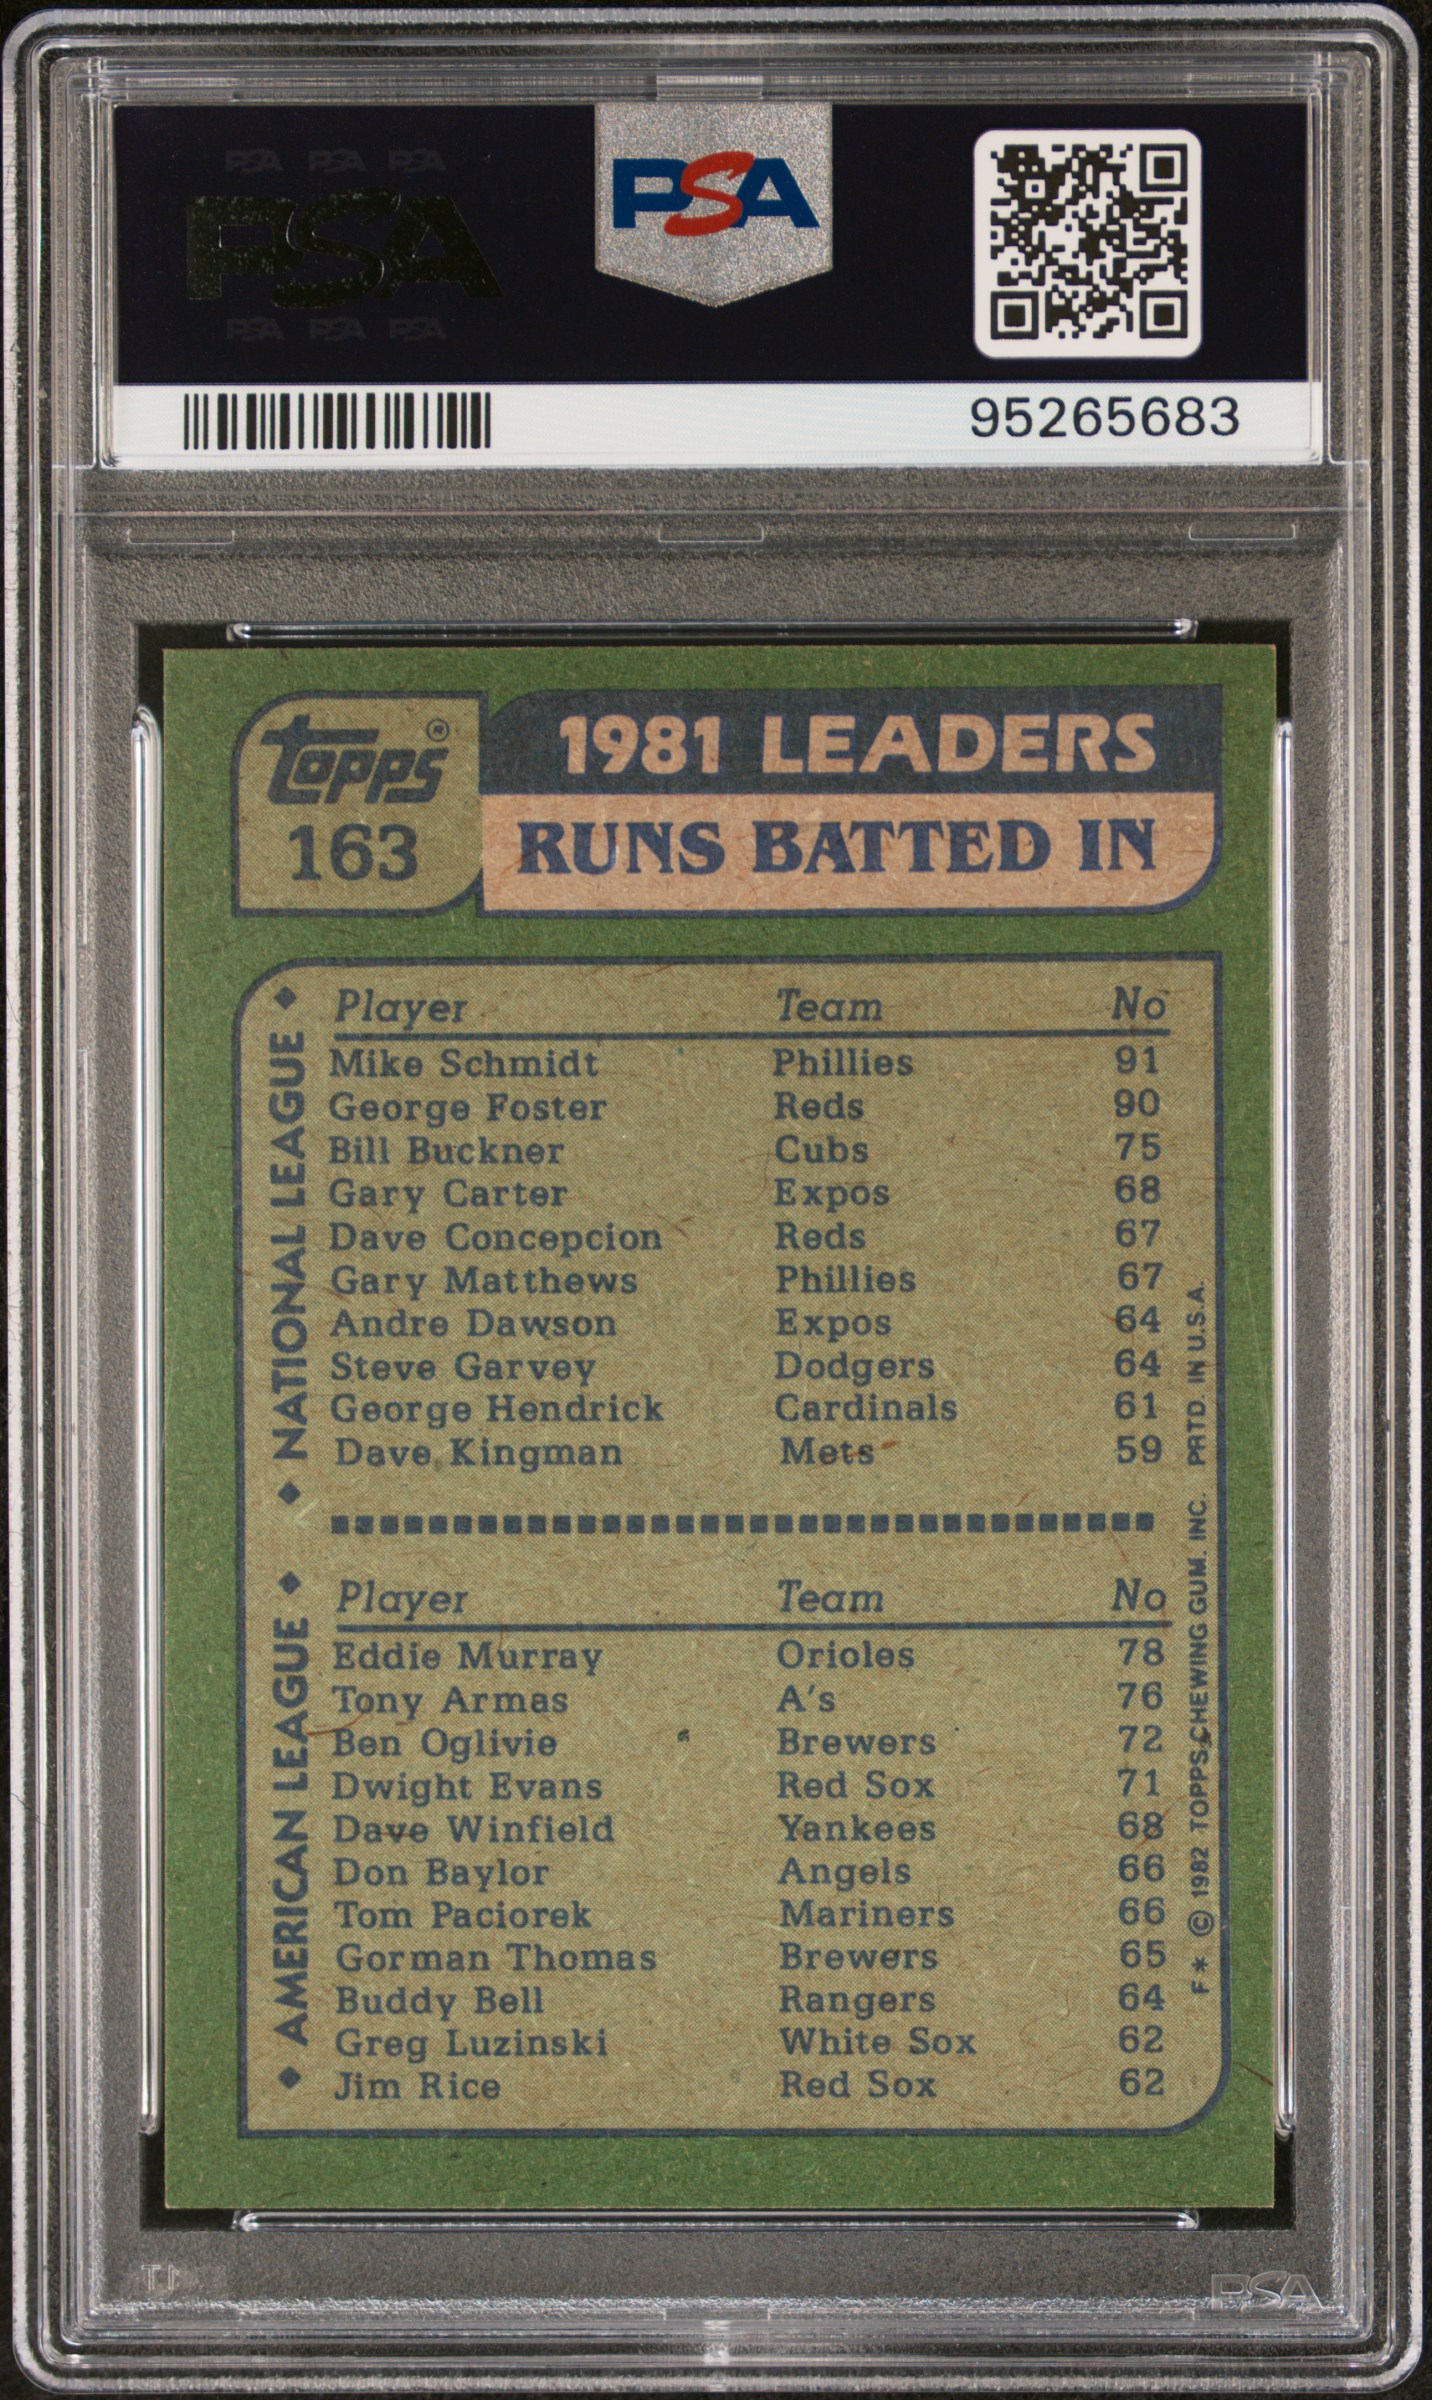 PSA PSA PSA
PSA
PSA PSA PSA
PSA
95265683
topps®
163
1981 LEADERS
RUNS BATTED IN
◆ NATIONAL LEAGUE ◆
Player Team No
Mike Schmidt Phillies 91
George Foster Reds 90
Bill Buckner Cubs 75
Gary Carter Expos 68
Dave Concepcion Reds 67
Gary Matthews Phillies 67
Andre Dawson Expos 64
Steve Garvey Dodgers 64
George Hendrick Cardinals 61
Dave Kingman Mets 59
◆ AMERICAN LEAGUE ◆
Player Team No
Eddie Murray Orioles 78
Tony Armas A's 76
Ben Oglivie Brewers 72
Dwight Evans Red Sox 71
Dave Winfield Yankees 68
Don Baylor Angels 66
Tom Paciorek Mariners 66
Gorman Thomas Brewers 65
Buddy Bell Rangers 64
Greg Luzinski White Sox 62
Jim Rice Red Sox 62
F* © 1982 TOPPS CHEWING GUM. INC. PRTD. IN U.S.A.
PSA